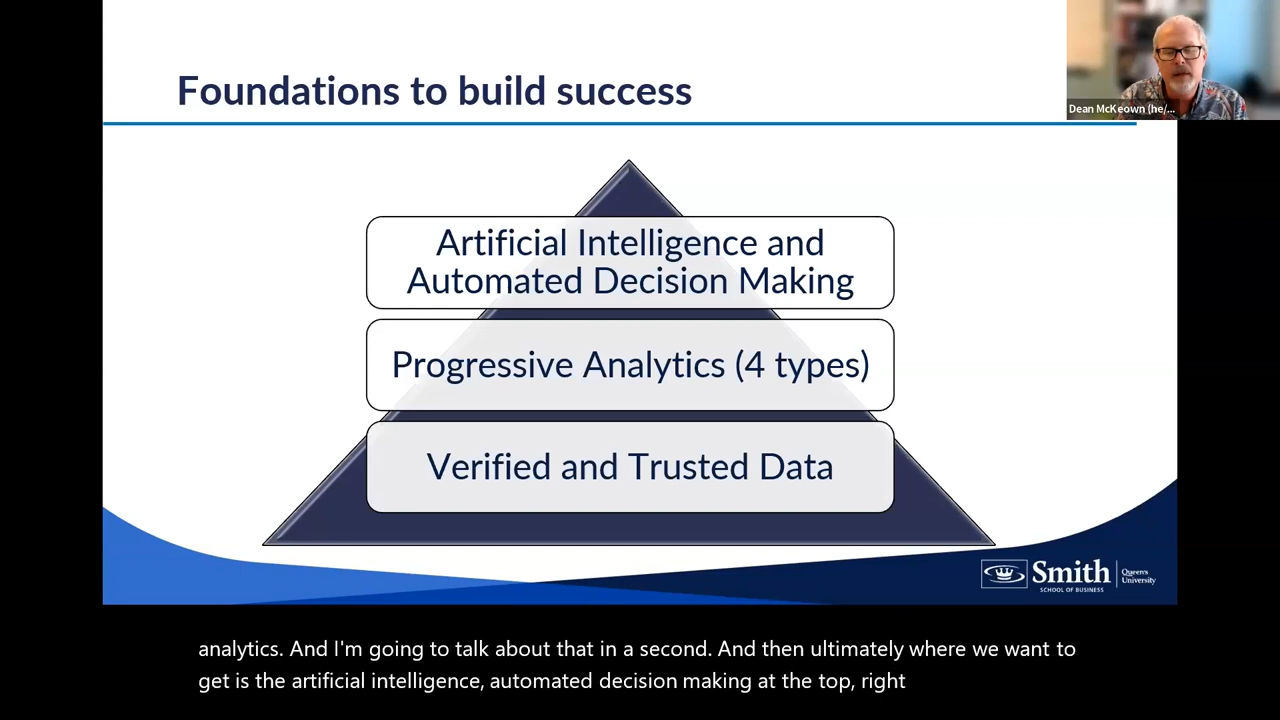 Foundations to build success
Dean McKeown (he/...
Artificial Intelligence and
Automated Decision Making
Progressive Analytics (4 types)
Verified and Trusted Data
Smith
SCHOOL OF BUSINESS
Queen's
University
analytics. And I'm going to talk about that in a second. And then ultimately where we want to
get is the artificial intelligence, automated decision making at the top, right